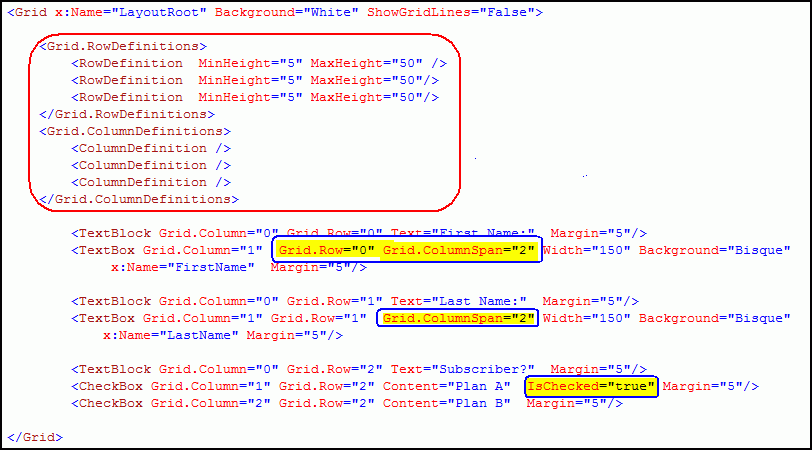 <Grid x:Name="LayoutRoot" Background="White" ShowGridLines="False">
<Grid.RowDefinitions>
<RowDefinition  MinHeight="5" MaxHeight="50" />
<RowDefinition  MinHeight="5" MaxHeight="50"/>
<RowDefinition  MinHeight="5" MaxHeight="50"/>
</Grid.RowDefinitions>
<Grid.ColumnDefinitions>
<ColumnDefinition />
<ColumnDefinition />
<ColumnDefinition />
</Grid.ColumnDefinitions>
<TextBlock Grid.Column="0" Grid.Row="0" Text="First Name:"  Margin="5"/>
<TextBox Grid.Column="1"  Grid.Row="0" Grid.ColumnSpan="2" Width="150" Background="Bisque"
x:Name="FirstName"  Margin="5"/>
<TextBlock Grid.Column="0" Grid.Row="1" Text="Last Name:"  Margin="5"/>
<TextBox Grid.Column="1" Grid.Row="1"  Grid.ColumnSpan="2" Width="150" Background="Bisque"
x:Name="LastName" Margin="5"/>
<TextBlock Grid.Column="0" Grid.Row="2" Text="Subscriber?"  Margin="5"/>
<CheckBox Grid.Column="1" Grid.Row="2" Content="Plan A"  IsChecked="true" Margin="5"/>
<CheckBox Grid.Column="2" Grid.Row="2" Content="Plan B"  Margin="5"/>
</Grid>